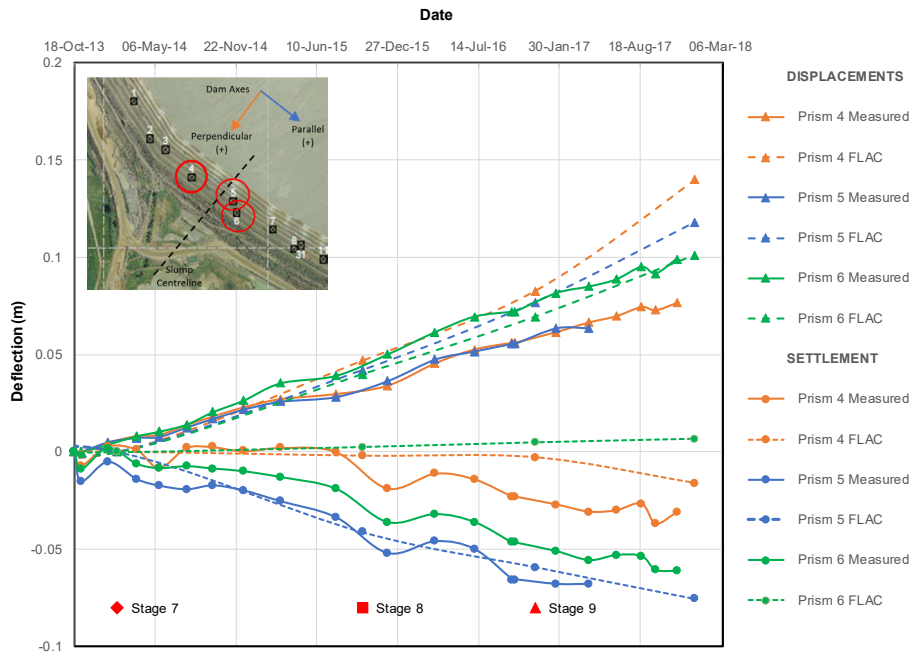 Date
18-Oct-13 06-May-14 22-Nov-14 10-Jun-15 27-Dec-15 14-Jul-16 30-Jan-17 18-Aug-17 06-Mar-18
0.2
0.15
0.1
0.05
0
-0.05
-0.1
Deflection (m)
Dam Axes
Perpendicular
(+)
Parallel
(+)
1
2
3
4
5
6
7
8
31
11
Slump
Centreline
Stage 7
Stage 8
Stage 9
DISPLACEMENTS
Prism 4 Measured
Prism 4 FLAC
Prism 5 Measured
Prism 5 FLAC
Prism 6 Measured
Prism 6 FLAC
SETTLEMENT
Prism 4 Measured
Prism 4 FLAC
Prism 5 Measured
Prism 5 FLAC
Prism 6 Measured
Prism 6 FLAC